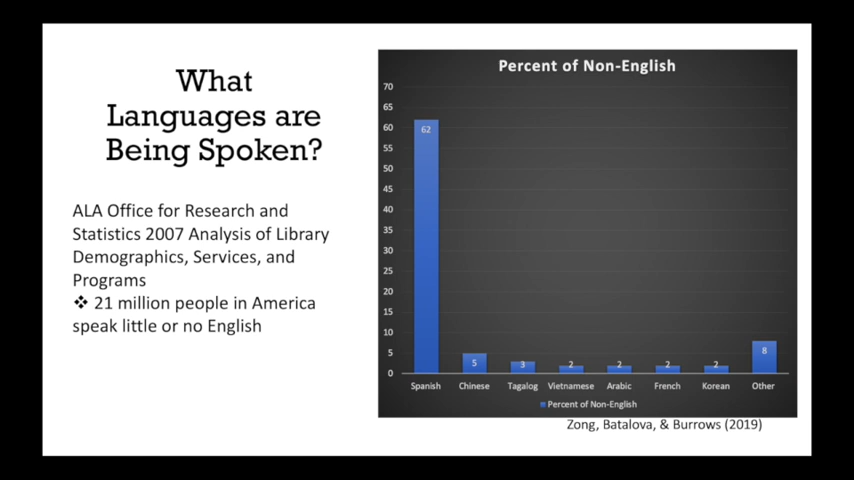 What
Languages are
Being Spoken?
ALA Office for Research and
Statistics 2007 Analysis of Library
Demographics, Services, and
Programs
❖ 21 million people in America
speak little or no English
Percent of Non-English
70
65
60
55
50
45
40
35
30
25
20
15
10
5
0
62
5
3
2
2
2
2
8
Spanish Chinese Tagalog Vietnamese Arabic French Korean Other
Percent of Non-English
Zong, Batalova, & Burrows (2019)